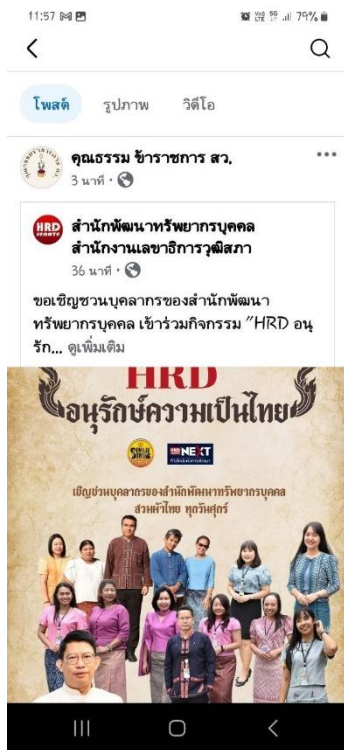 11:57
79%
โพสต์ รูปภาพ วิดีโอ
คุณธรรม ข้าราชการ สว.
3 นาที
HRD
SENATE
สำนักพัฒนาทรัพยากรบุคคล
สำนักงานเลขาธิการวุฒิสภา
36 นาที
ขอเชิญชวนบุคลากรของสำนักพัฒนา
ทรัพยากรบุคคล เข้าร่วมกิจกรรม "HRD อนุ
รัก... ดูเพิ่มเติม
HRD
อนุรักษ์ความเป็นไทย
NEXT
เชิญชวนบุคลากรของสำนักพัฒนาทรัพยากรบุคคล
สวมผ้าไทย ทุกวันศุกร์